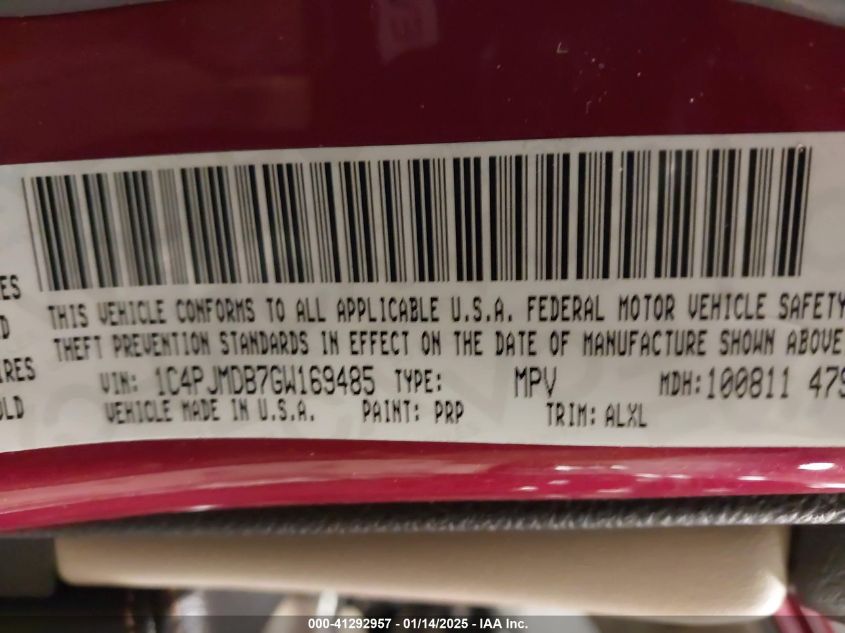 ES
THIS VEHICLE CONFORMS TO ALL APPLICABLE U.S.A. FEDERAL MOTOR VEHICLE SAFETY
D
THEFT PREVENTION STANDARDS IN EFFECT ON THE DATE OF MANUFACTURE SHOWN ABOVE
IRES
VIN: 1C4PJMDB7GW169485 TYPE: MPV MDH:100811 479
OLD
VEHICLE MADE IN U.S.A. PAINT: PRP TRIM: ALXL
000-41292957 - 01/14/2025 - IAA Inc.